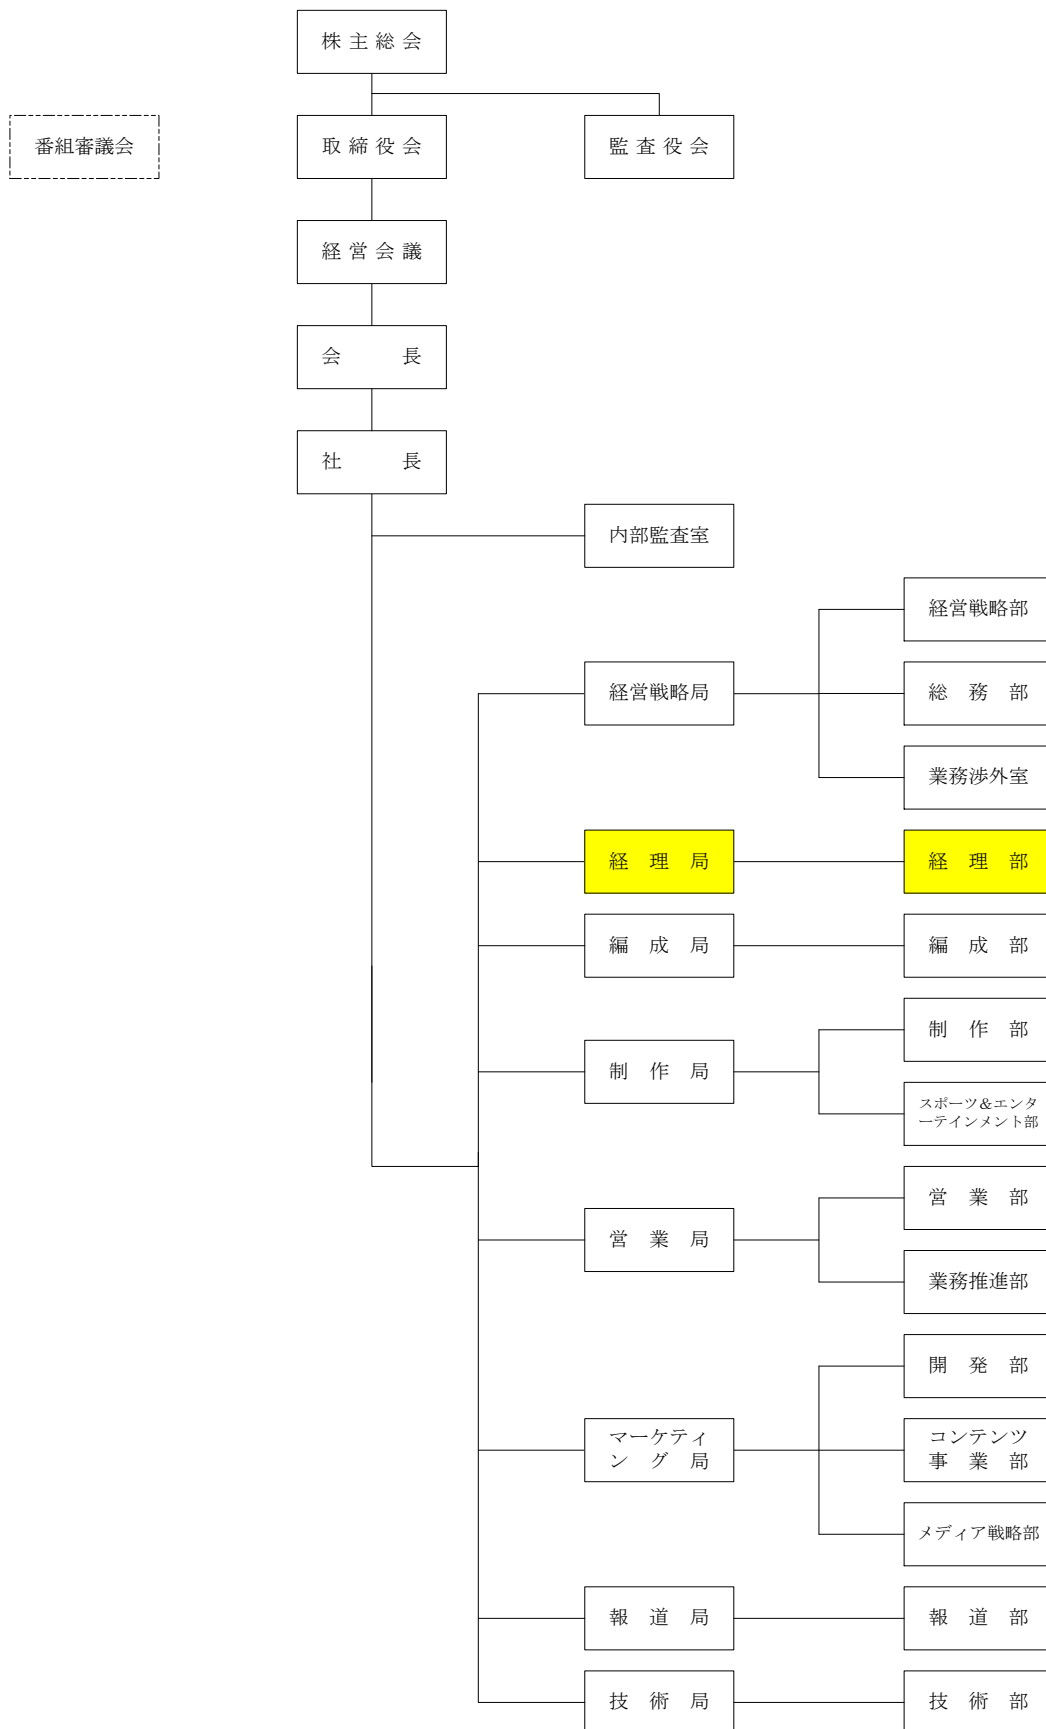 株主総会
番組審議会
取締役会
監査役会
経営会議
会長
社長
内部監査室
経営戦略部
経営戦略局
総務部
業務渉外室
経理局
経理部
編成局
編成部
制作部
制作局
スポーツ&エンタ
ーテインメント部
営業部
営業局
業務推進部
開発部
マーケティ
ング局
コンテンツ
事業部
メディア戦略部
報道局
報道部
技術局
技術部